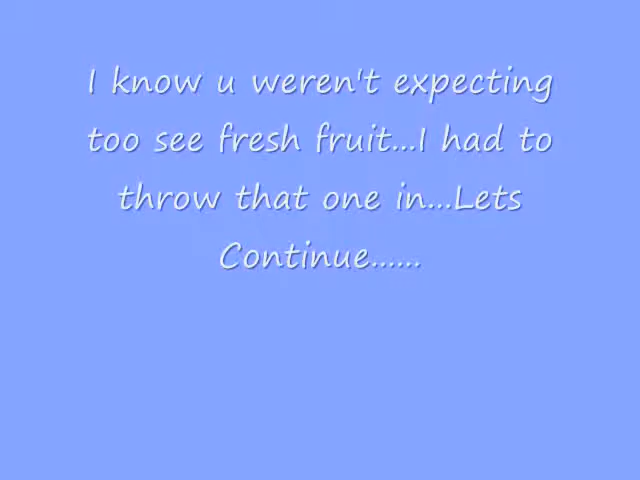 I know u weren't expecting
too see fresh fruit...I had to
throw that one in...Lets
Continue......